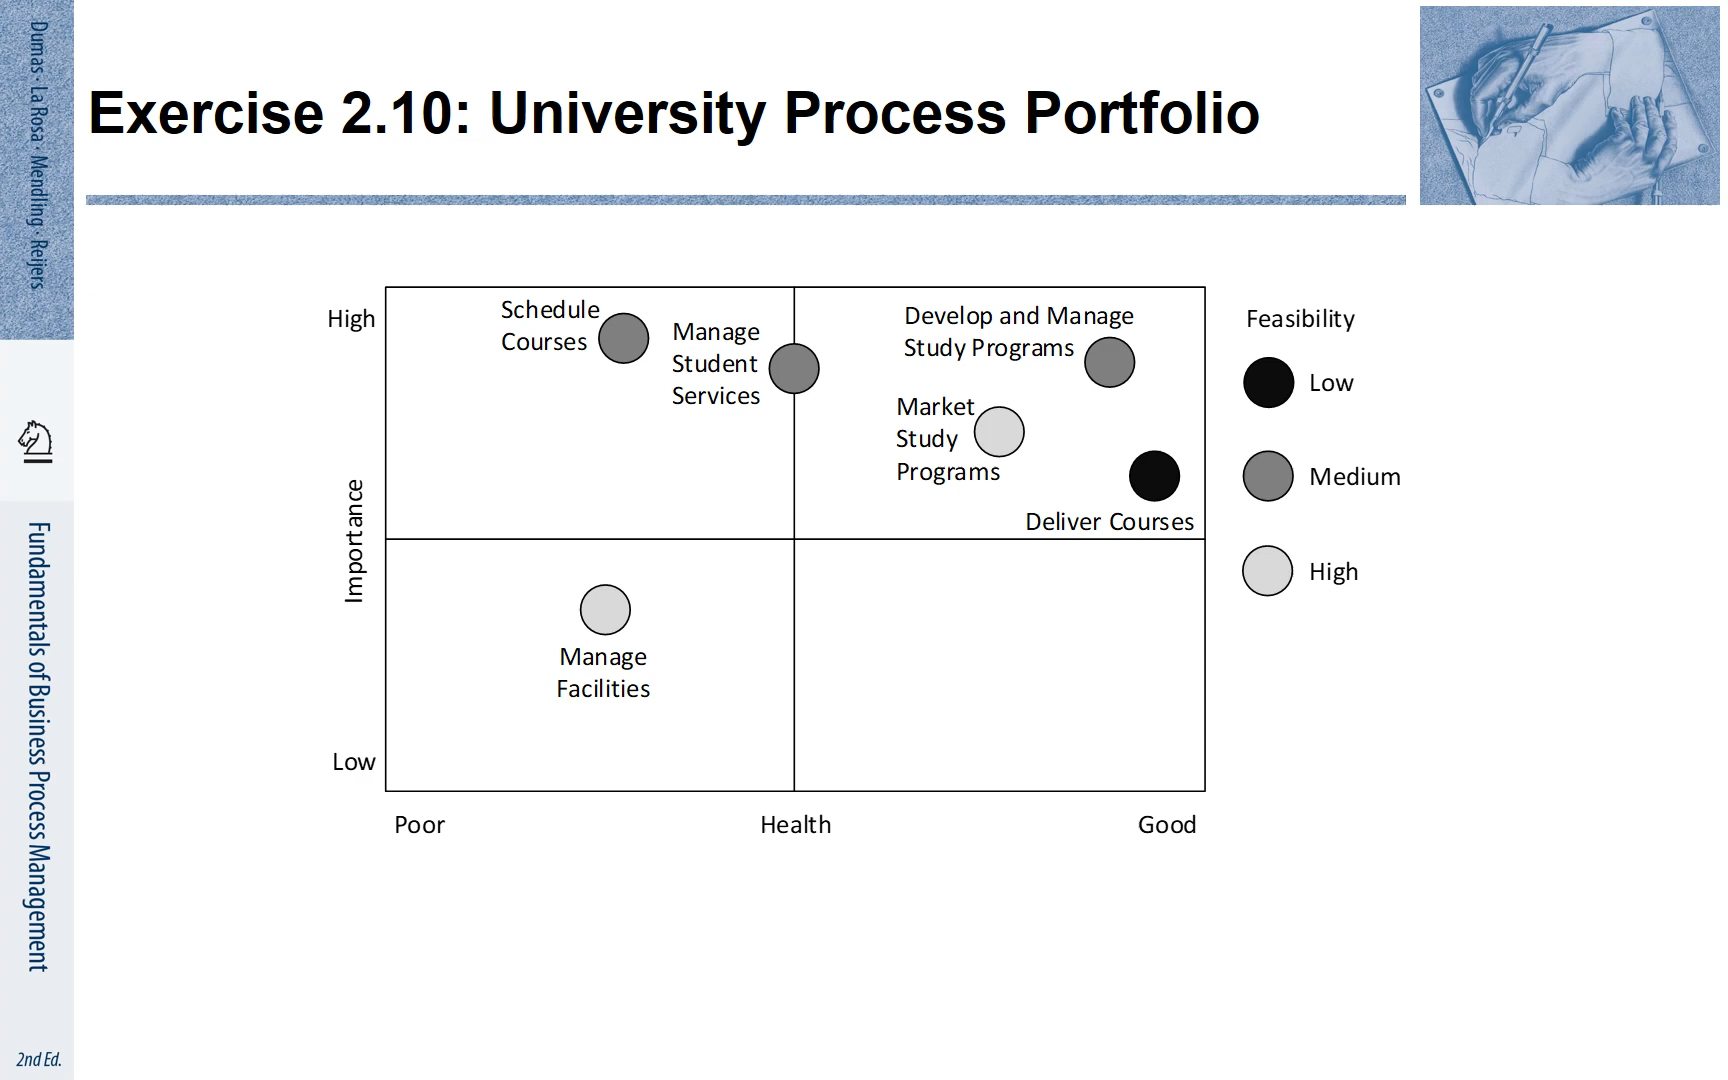 Dumas · La Rosa · Mendling · Reijers
Fundamentals of Business Process Management
2nd Ed.
Exercise 2.10: University Process Portfolio
High
Importance
Low
Schedule
Courses
Manage
Student
Services
Develop and Manage
Study Programs
Market
Study
Programs
Deliver Courses
Manage
Facilities
Poor
Health
Good
Feasibility
Low
Medium
High